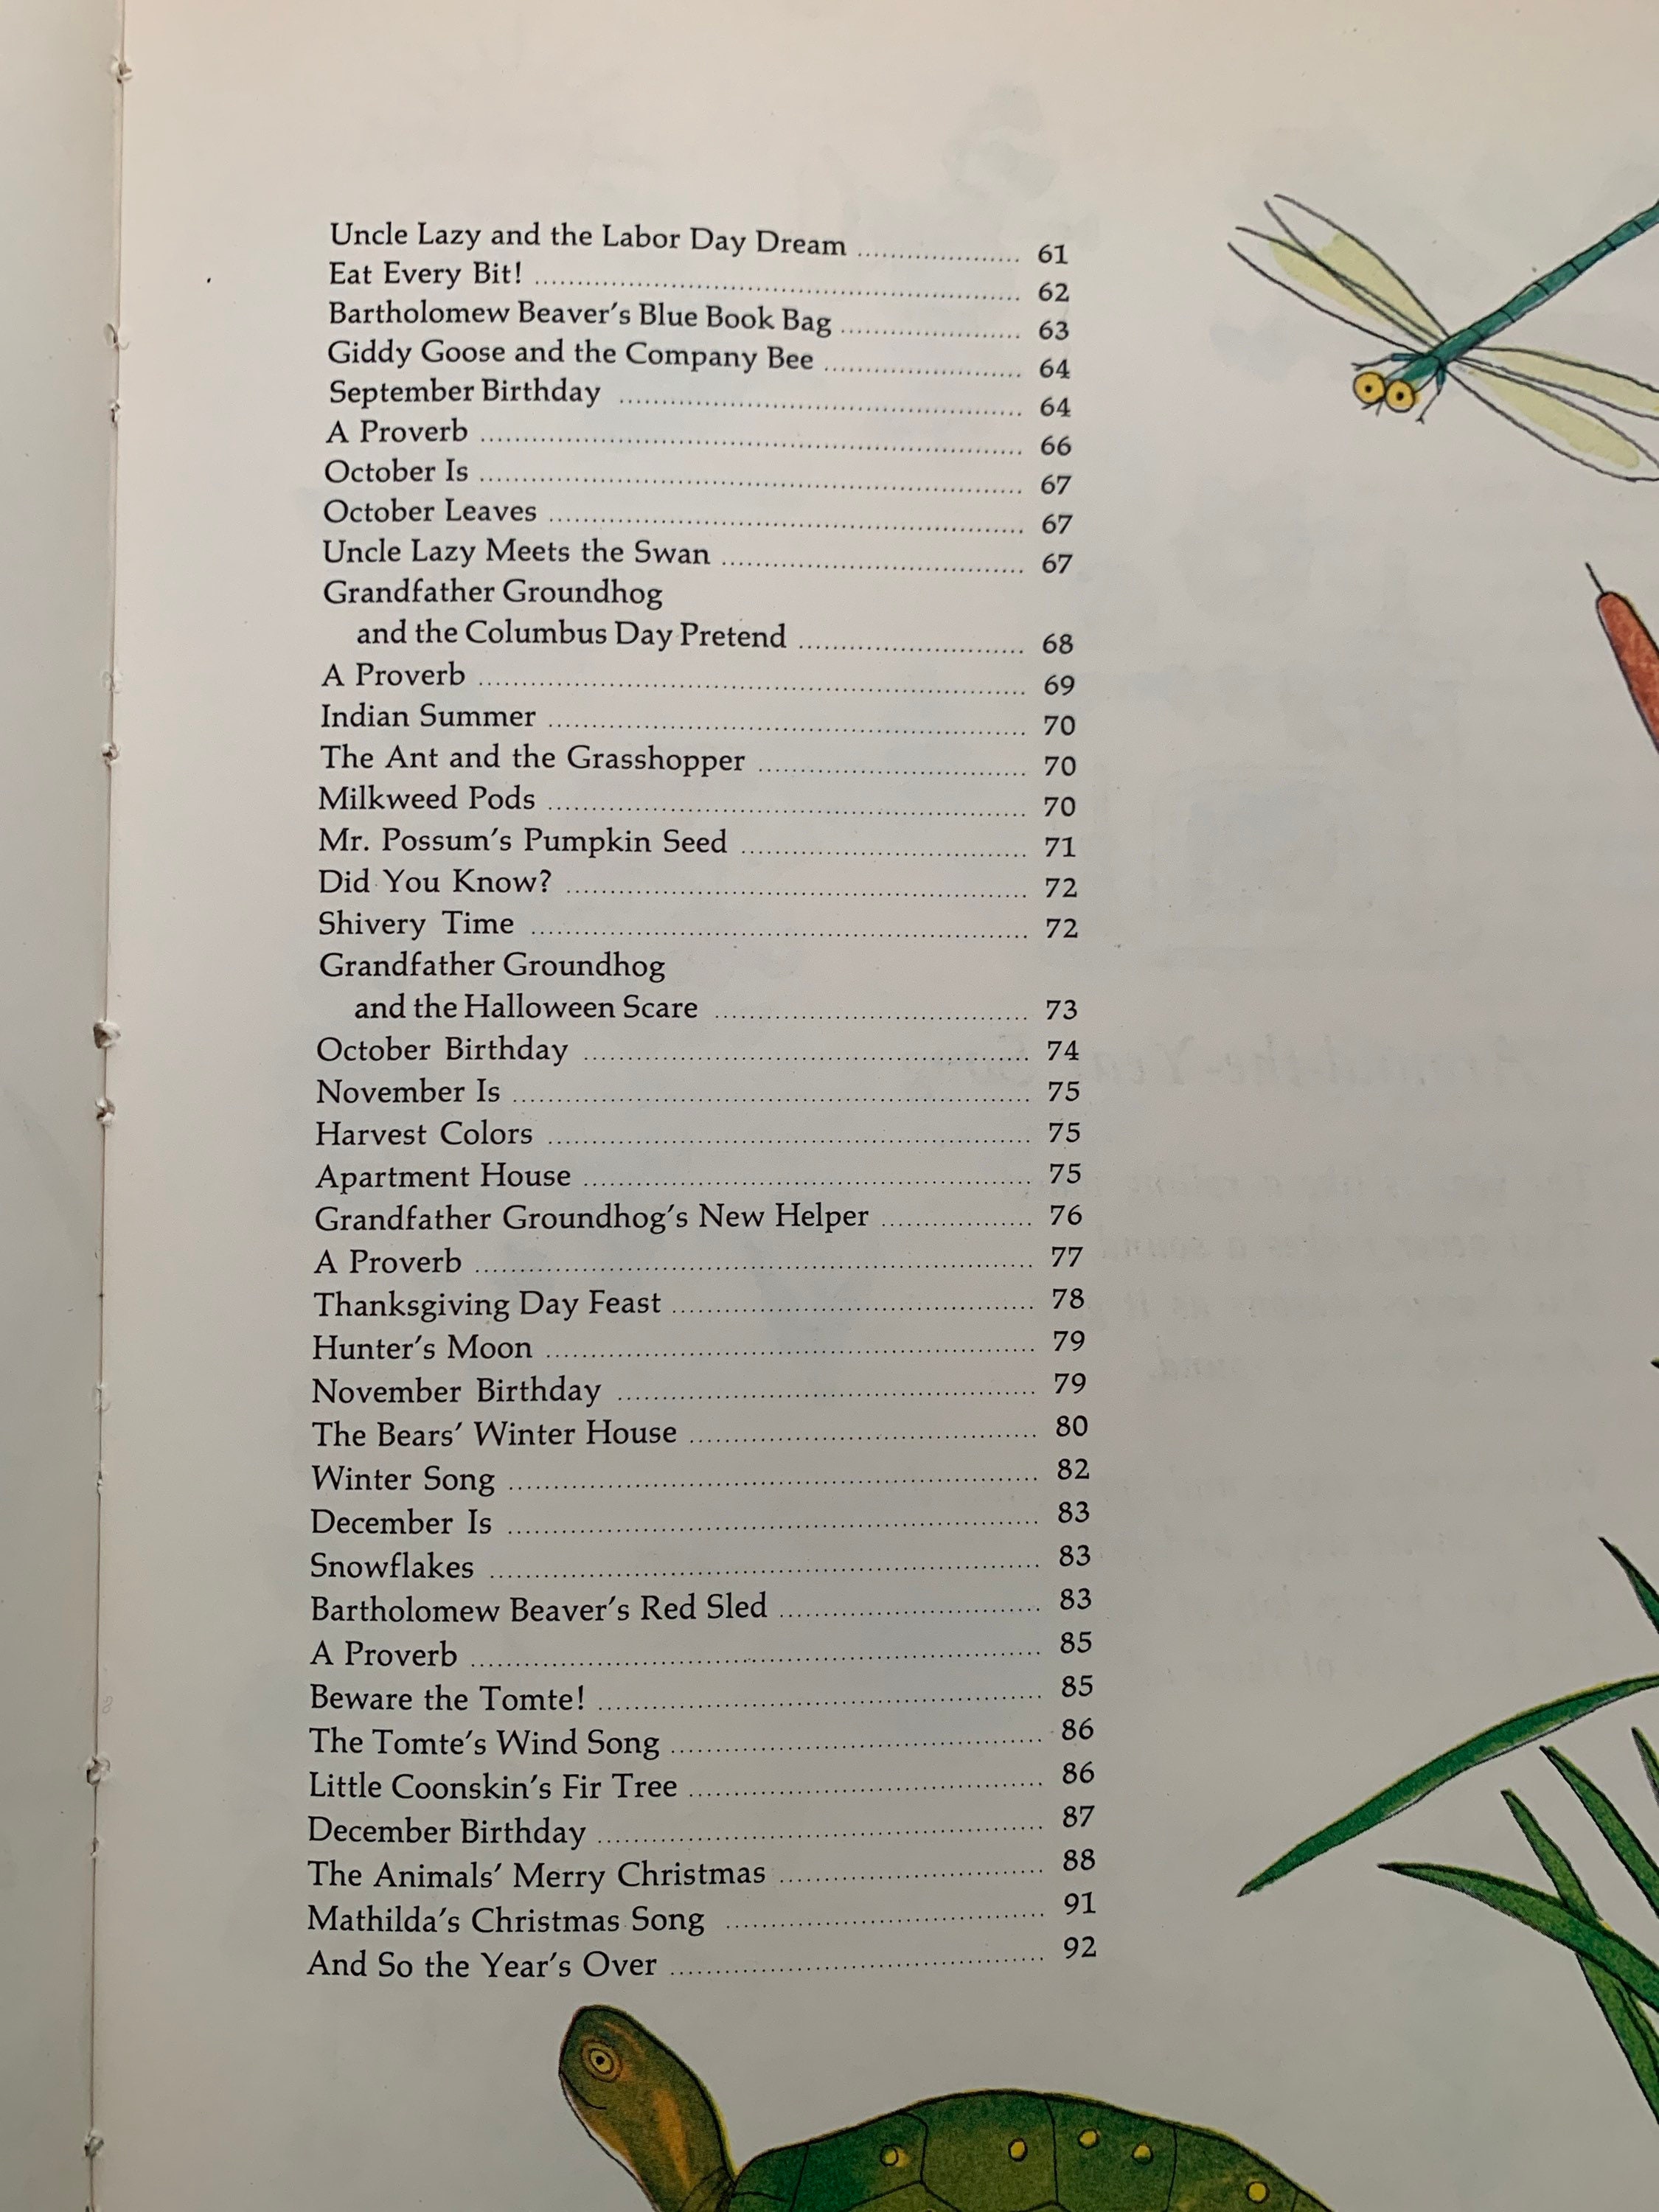 Uncle Lazy and the Labor Day Dream .................... 61
Eat Every Bit! .................... 62
Bartholomew Beaver's Blue Book Bag .................... 63
Giddy Goose and the Company Bee .................... 64
September Birthday .................... 64
A Proverb .................... 66
October Is .................... 67
October Leaves .................... 67
Uncle Lazy Meets the Swan .................... 67
Grandfather Groundhog
and the Columbus Day Pretend .................... 68
A Proverb .................... 69
Indian Summer .................... 70
The Ant and the Grasshopper .................... 70
Milkweed Pods .................... 70
Mr. Possum's Pumpkin Seed .................... 71
Did You Know? .................... 72
Shivery Time .................... 72
Grandfather Groundhog
and the Halloween Scare .................... 73
October Birthday .................... 74
November Is .................... 75
Harvest Colors .................... 75
Apartment House .................... 75
Grandfather Groundhog's New Helper .................... 76
A Proverb .................... 77
Thanksgiving Day Feast .................... 78
Hunter's Moon .................... 79
November Birthday .................... 79
The Bears' Winter House .................... 80
Winter Song .................... 82
December Is .................... 83
Snowflakes .................... 83
Bartholomew Beaver's Red Sled .................... 83
A Proverb .................... 85
Beware the Tomte! .................... 85
The Tomte's Wind Song .................... 86
Little Coonskin's Fir Tree .................... 86
December Birthday .................... 87
The Animals' Merry Christmas .................... 88
Mathilda's Christmas Song .................... 91
And So the Year's Over .................... 92